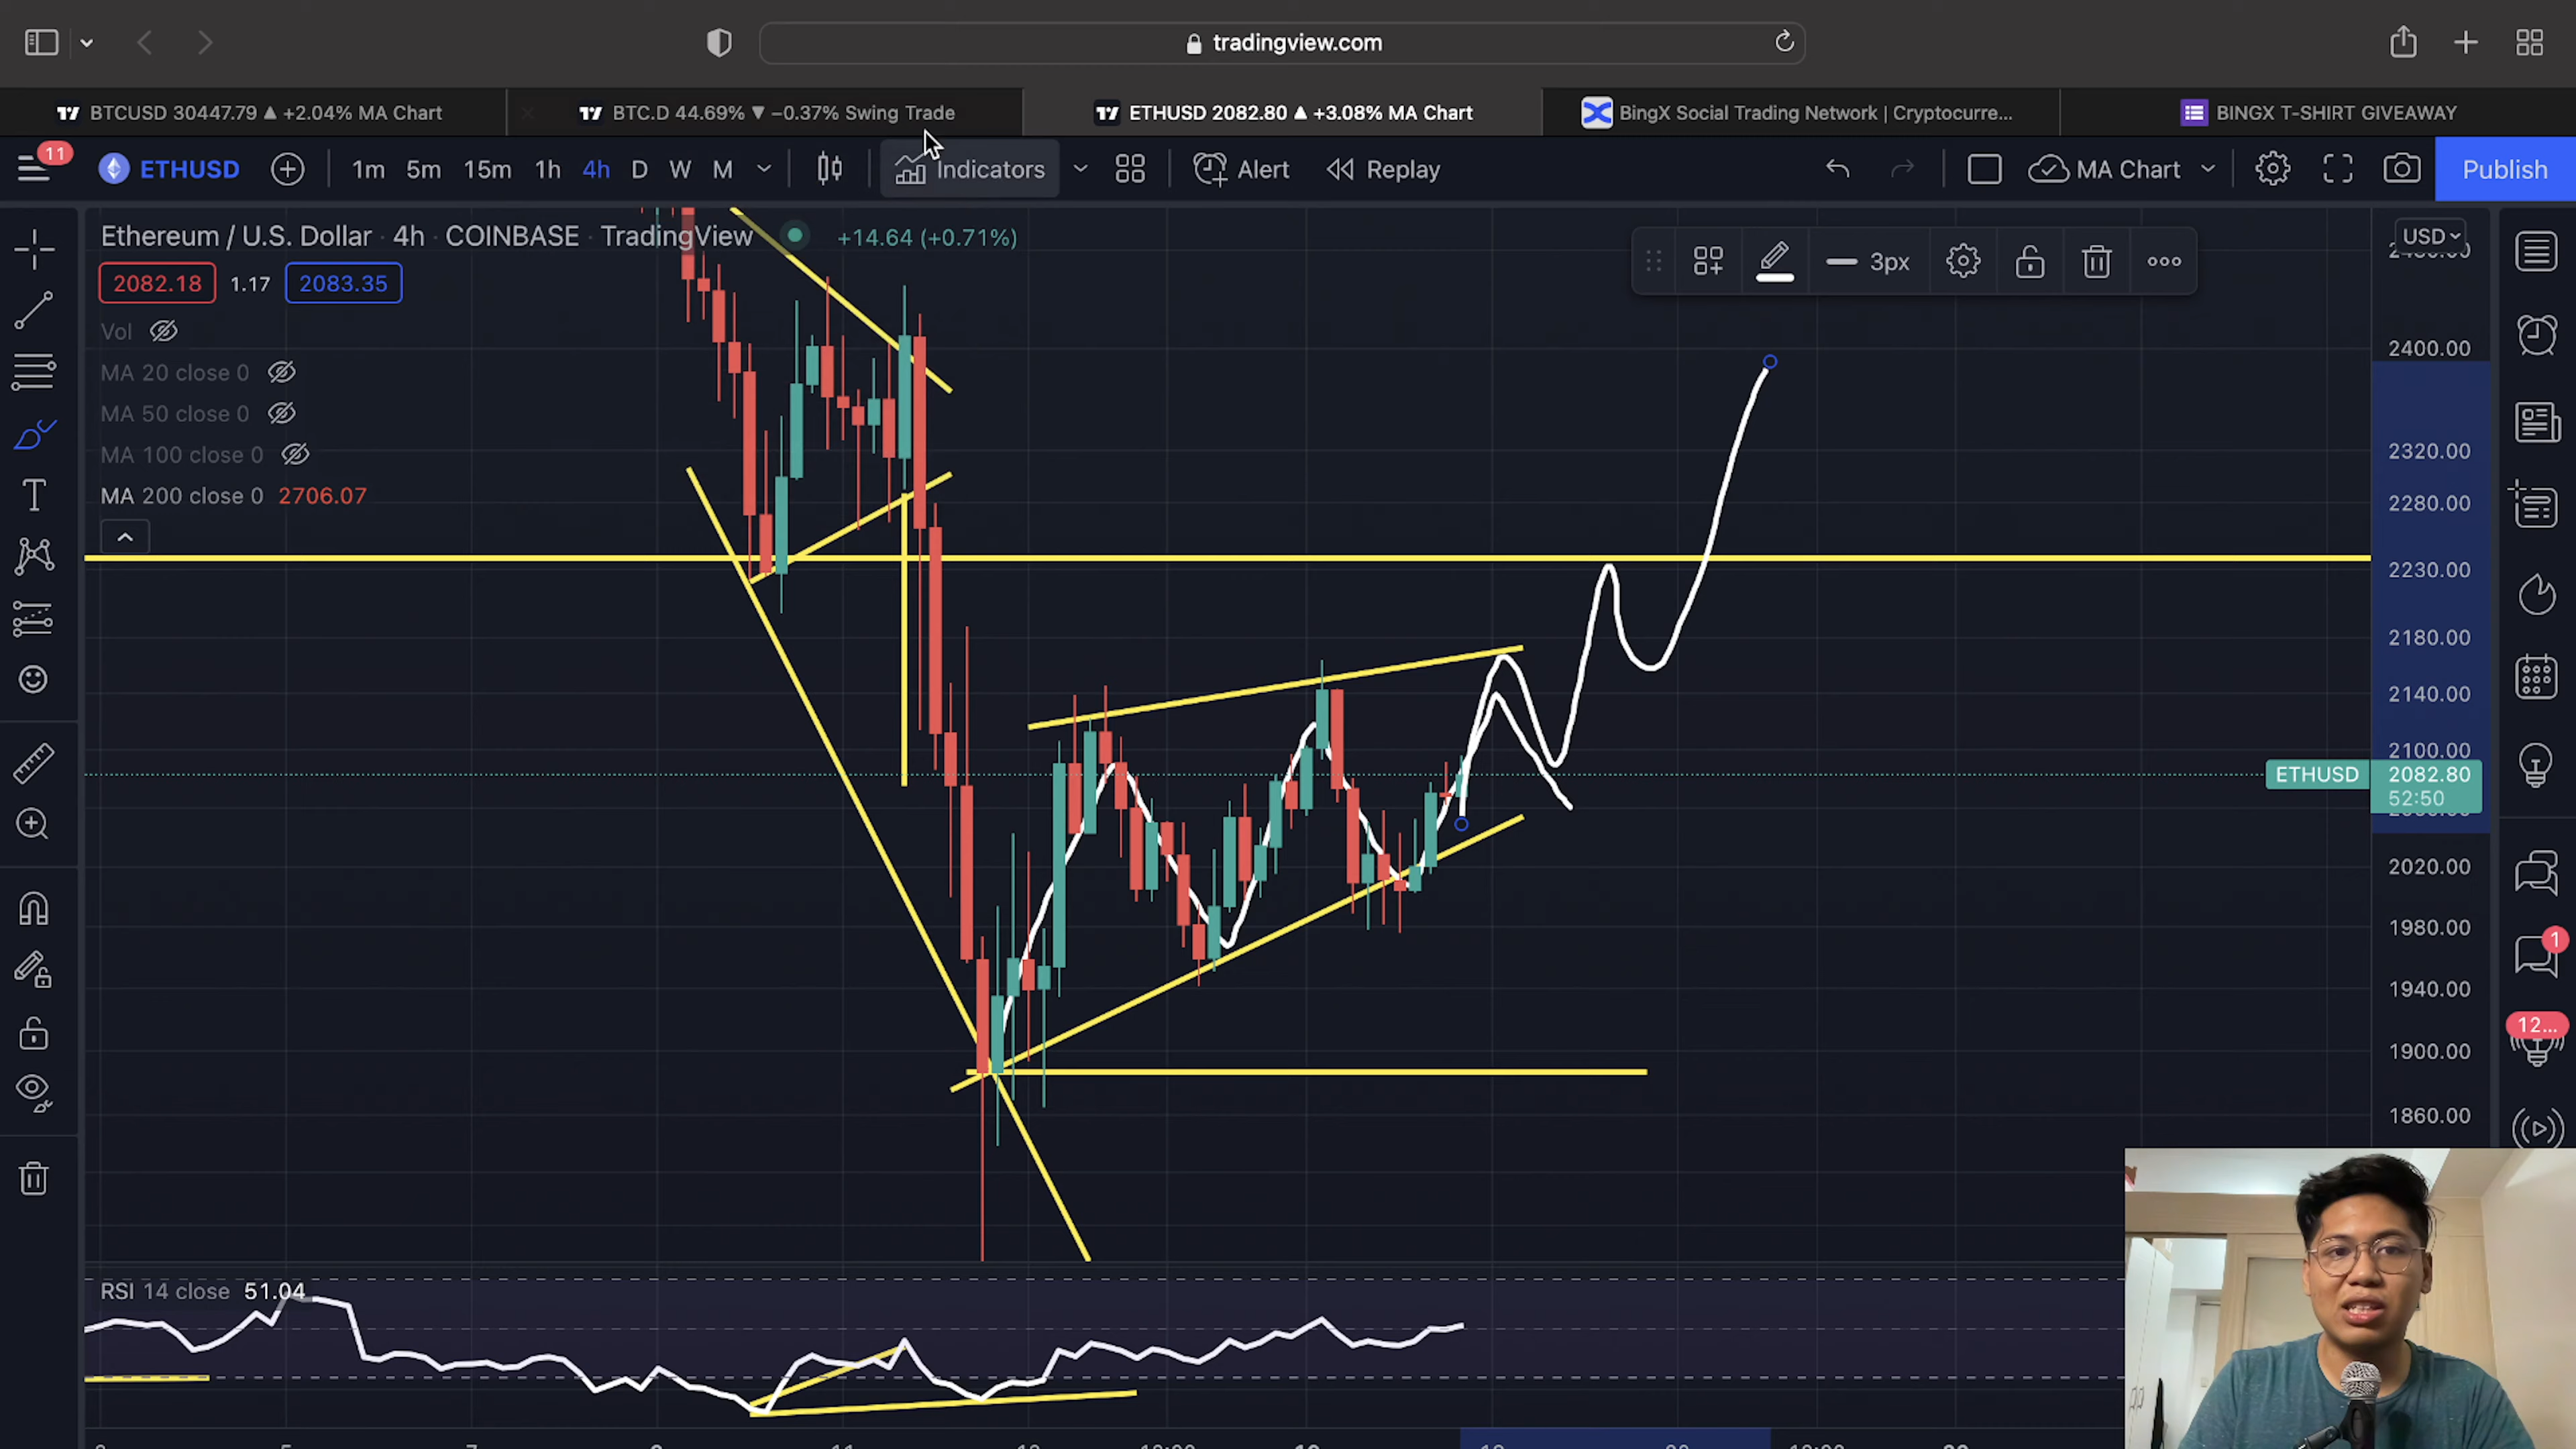 tradingview.com
BTCUSD 30447.79 ▲ +2.04% MA Chart
BTC.D 44.69% ▼ −0.37% Swing Trade
ETHUSD 2082.80 ▲ +3.08% MA Chart
BingX Social Trading Network | Cryptocurre...
BINGX T-SHIRT GIVEAWAY
11
ETHUSD
1m 5m 15m 1h 4h D W M
Indicators
Alert
Replay
MA Chart
Publish
Ethereum / U.S. Dollar · 4h · COINBASE · TradingView
+14.64 (+0.71%)
3px
USD
2082.18 1.17 2083.35
Vol
MA 20 close 0
MA 50 close 0
MA 100 close 0
MA 200 close 0 2706.07
2400.00
2320.00
2280.00
2230.00
2180.00
2140.00
2100.00
ETHUSD 2082.80
52:50
2020.00
1980.00
1940.00
1900.00
1860.00
1
12...
RSI 14 close 51.04